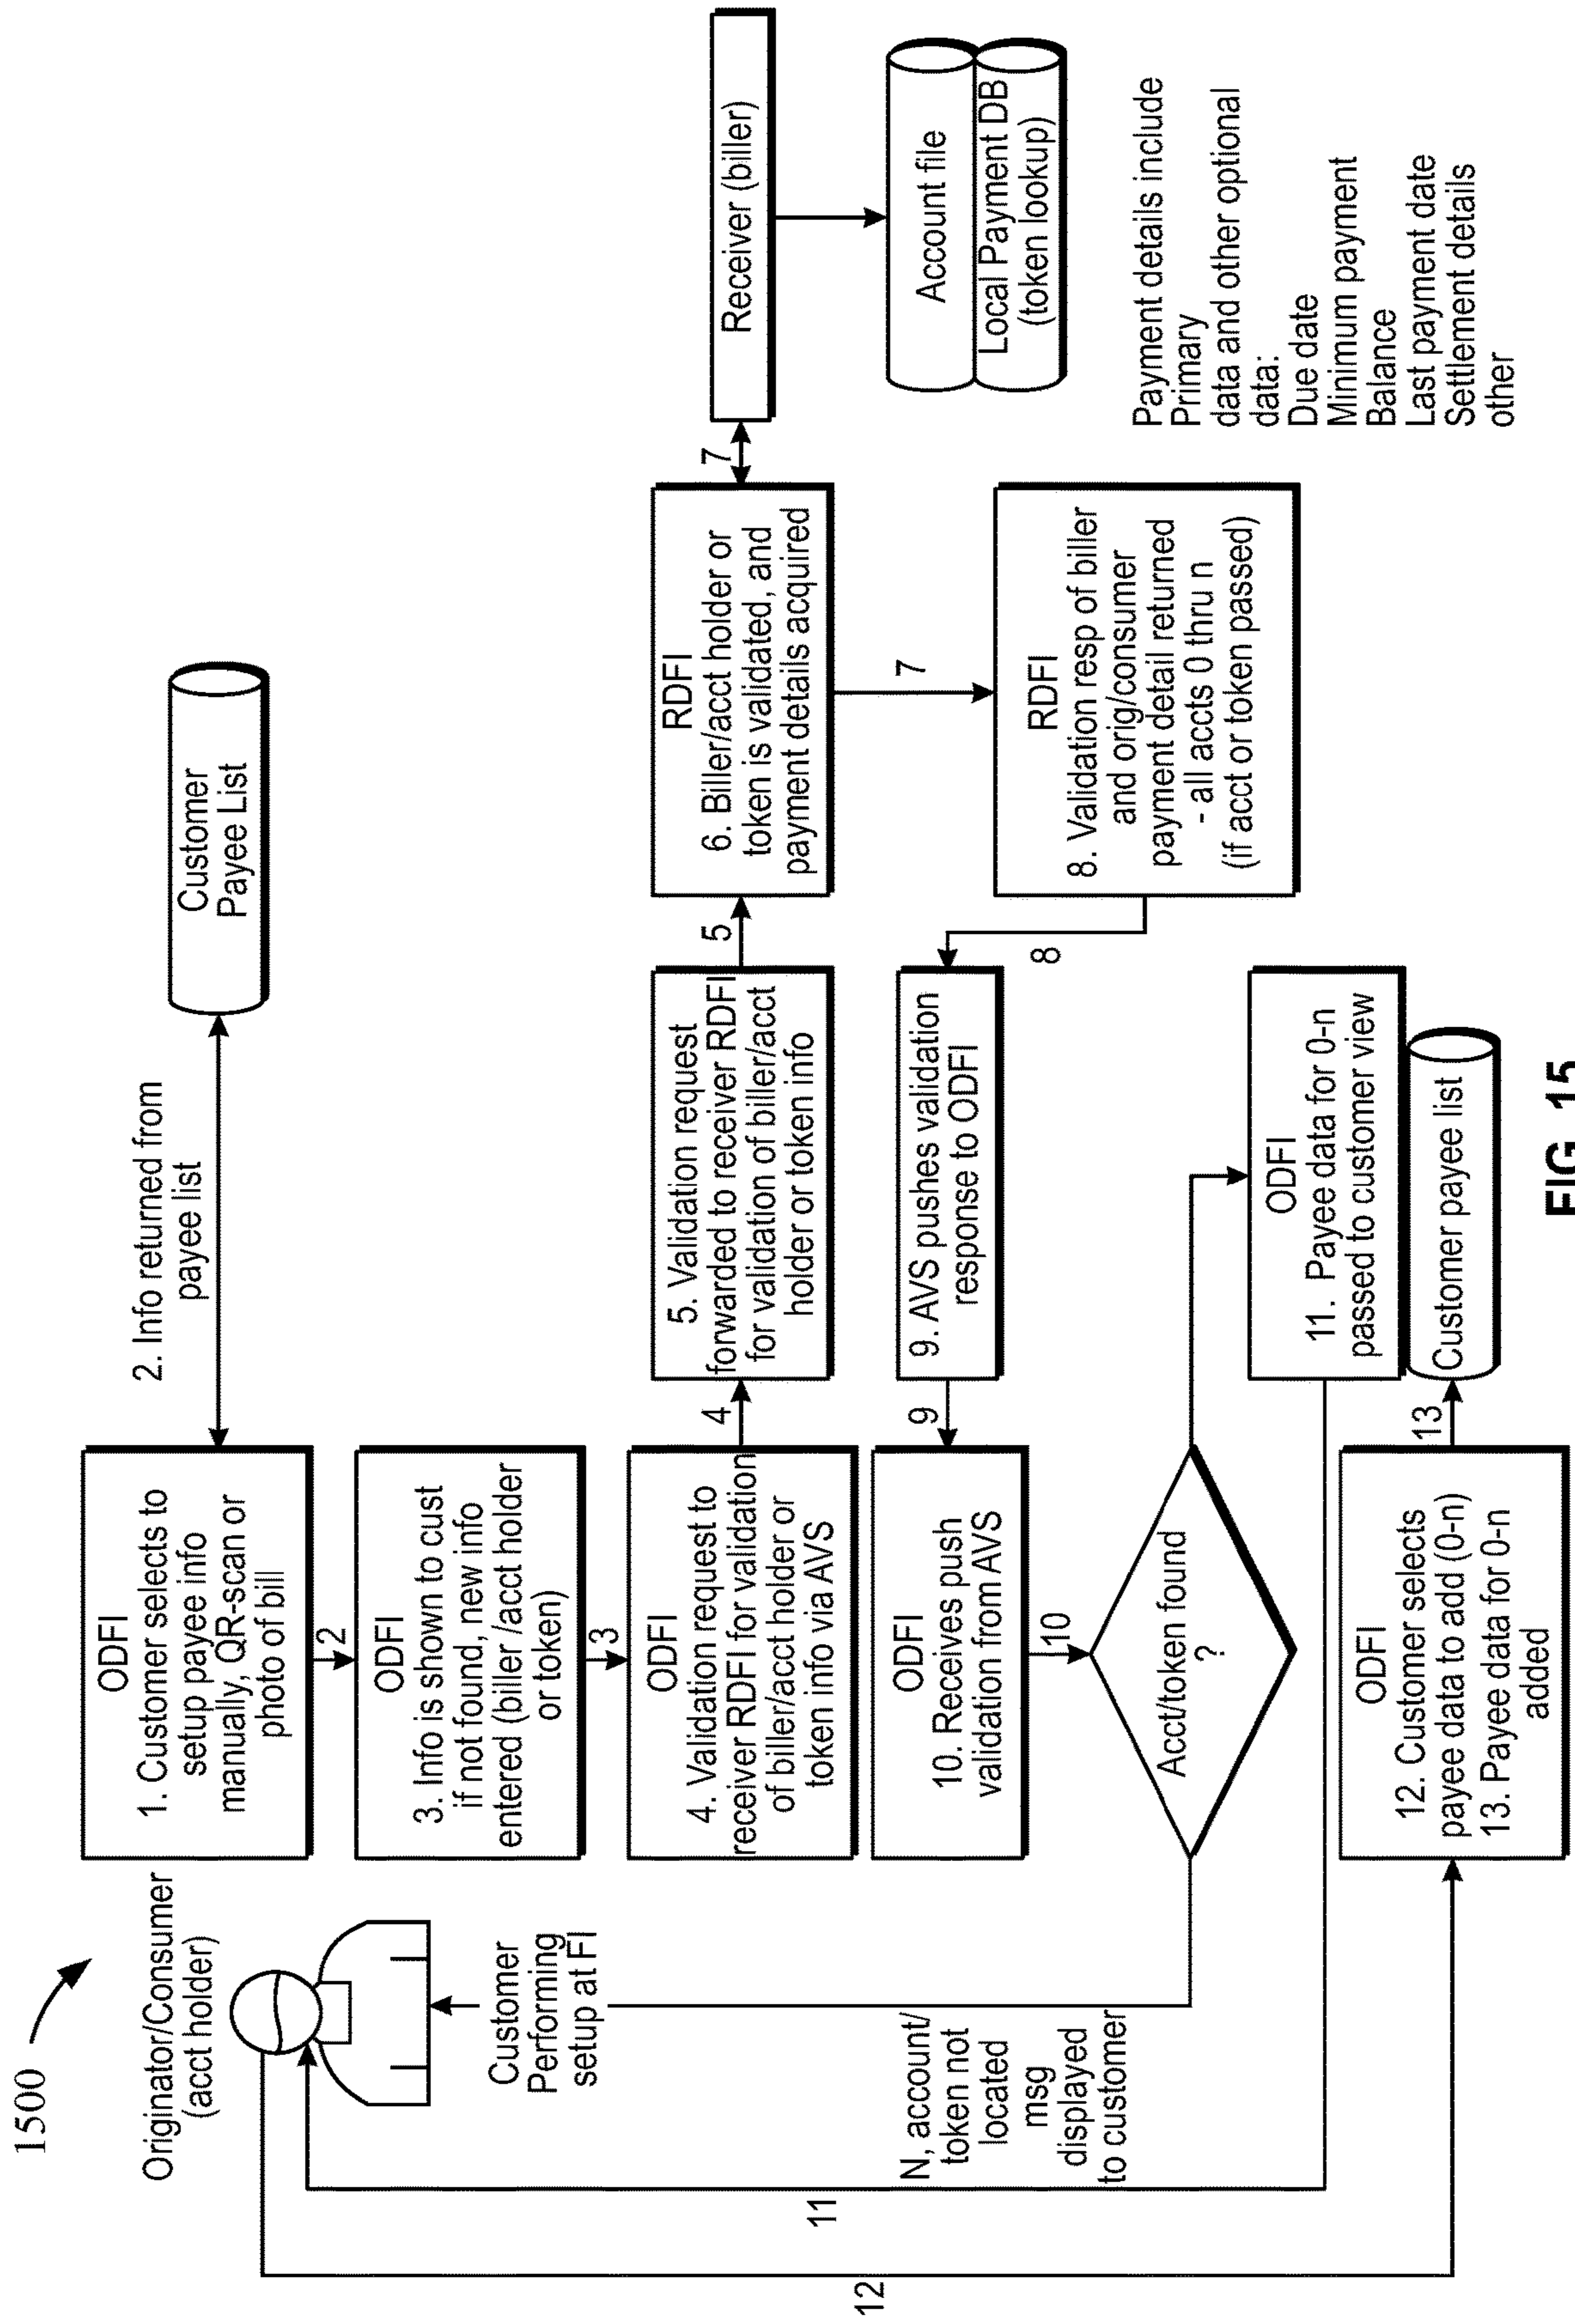 1500
Originator/Consumer
(acct holder)
Customer
Performing
setup at FI
ODFI
1. Customer selects to
setup payee info
manually, QR-scan or
photo of bill
2. Info returned from
payee list
Customer
Payee List
2
ODFI
3. Info is shown to cust
if not found, new info
entered (biller /acct holder
or token)
3
ODFI
4. Validation request to
receiver RDFI for validation
of biller/acct holder or
token info via AVS
4
5. Validation request
forwarded to receiver RDFI
for validation of biller/acct
holder or token info
5
RDFI
6. Biller/acct holder or
token is validated, and
payment details acquired
7
Receiver (biller)
Account file
Local Payment DB
(token lookup)
7
RDFI
8. Validation resp of biller
and orig/consumer
payment detail returned
- all accts 0 thru n
(if acct or token passed)
8
9. AVS pushes validation
response to ODFI
9
ODFI
10. Receives push
validation from AVS
10
Acct/token found
?
N, account/
token not
located
msg
displayed
to customer
ODFI
11. Payee data for 0-n
passed to customer view
11
12
ODFI
12. Customer selects
payee data to add (0-n)
13. Payee data for 0-n
added
13
Customer payee list
Payment details include
Primary
data and other optional
data:
Due date
Minimum payment
Balance
Last payment date
Settlement details
other
FIG. 15